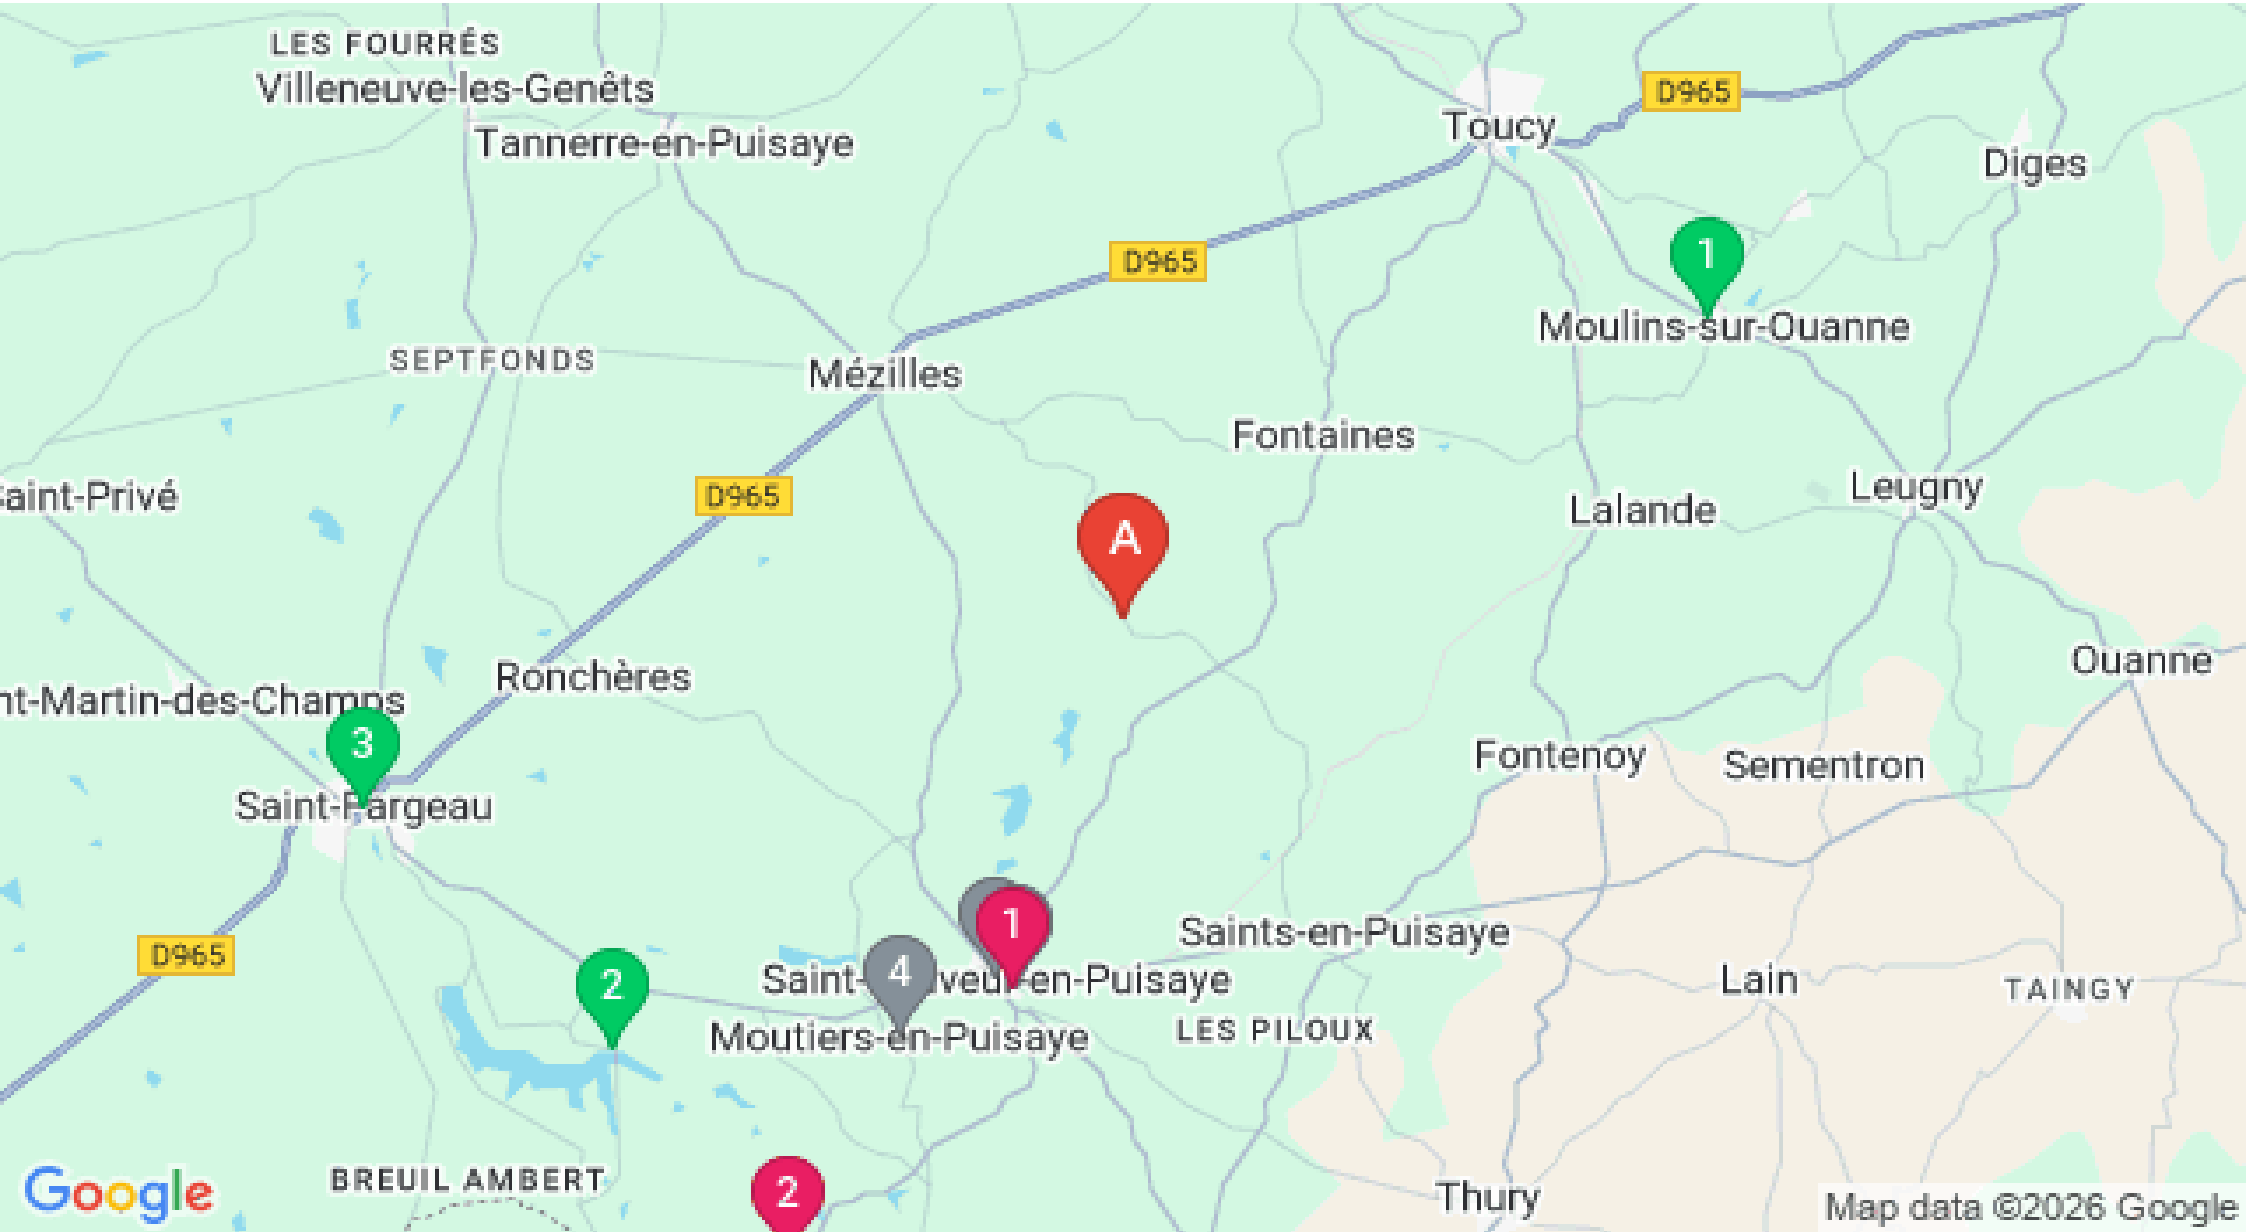 LES FOURRÉS
Villeneuve-les-Genêts
Tannerre-en-Puisaye
D965
Toucy
Diges
1
D965
Moulins-sur-Ouanne
SEPTFONDS
Mézilles
Fontaines
D965
Saint-Privé
Leugny
Lalande
A
Ronchères
Ouanne
nt-Martin-des-Champs
3
Fontenoy
Sementron
Saint-Fargeau
1
Saints-en-Puisaye
D965
2
4
Saint-
veur-en-Puisaye
Lain
TAINGY
Moutiers-en-Puisaye
LES PILOUX
BREUIL AMBERT
2
Thury
Google
Map data ©2026 Google